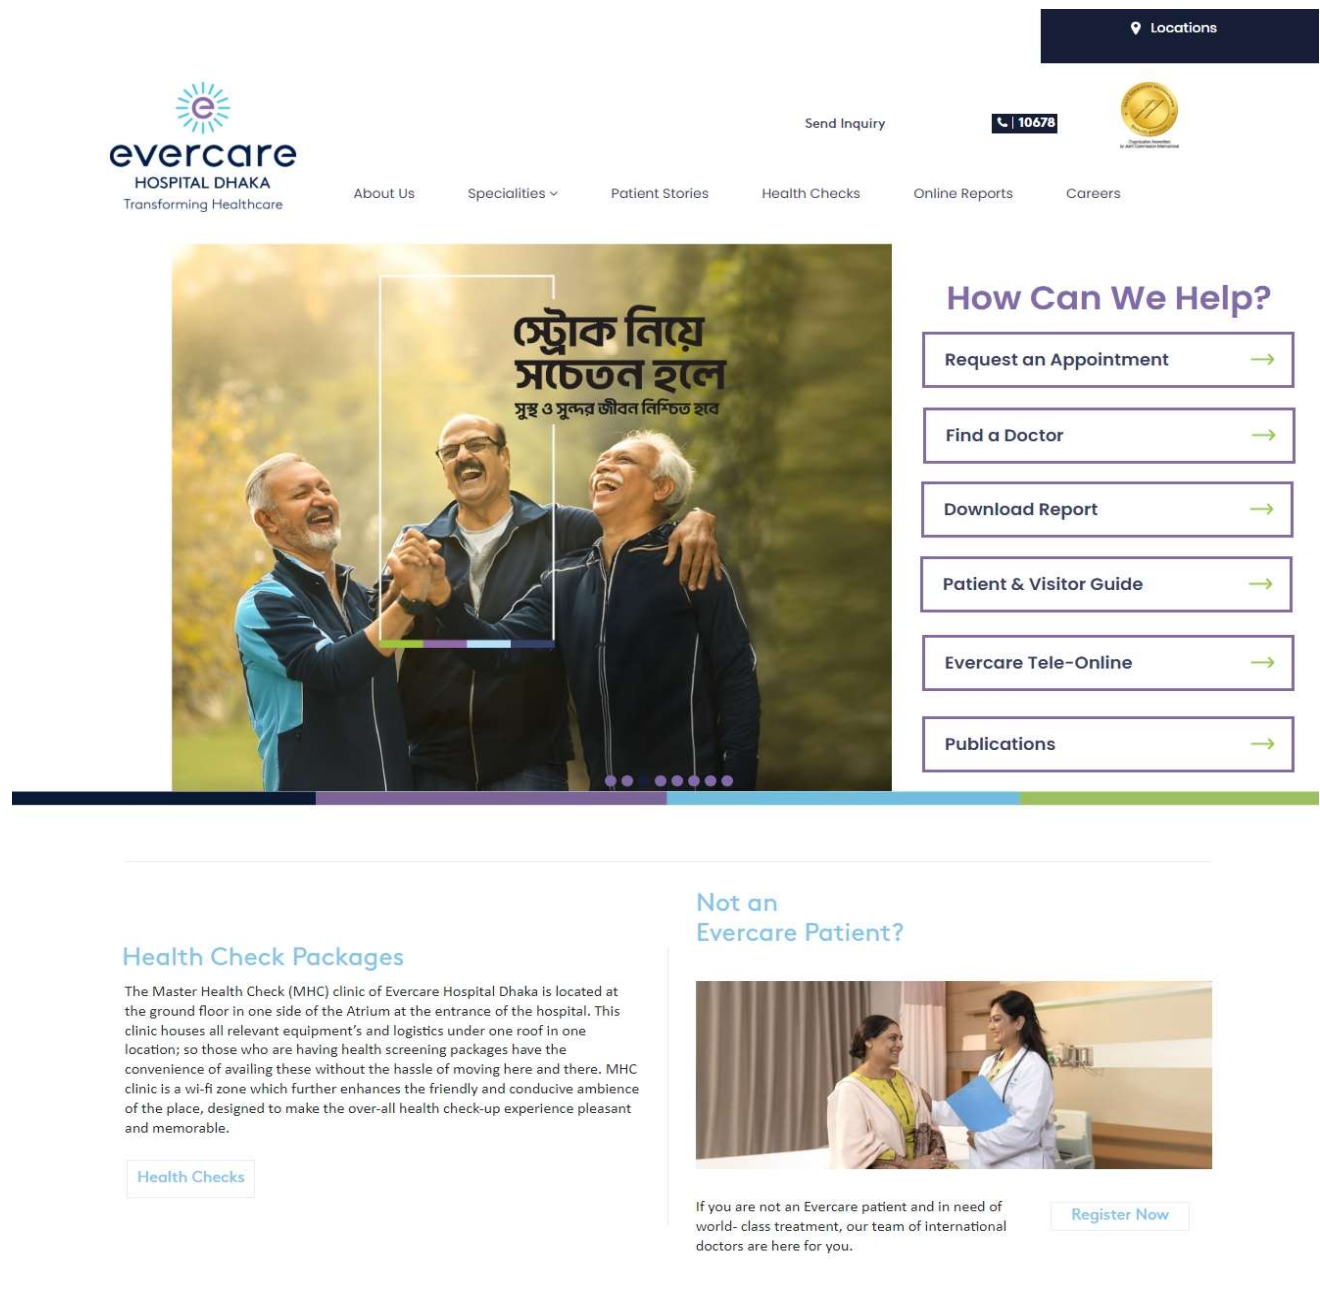 Locations
Send Inquiry
| 10678
e
evercare
HOSPITAL DHAKA
Transforming Healthcare
About Us
Specialities
Patient Stories
Health Checks
Online Reports
Careers
স্ট্রোক নিয়ে
সচেতন হলে
সুস্থ ও সুন্দর জীবন নিশ্চিত হবে
How Can We Help?
Request an Appointment
Find a Doctor
Download Report
Patient & Visitor Guide
Evercare Tele-Online
Publications
Health Check Packages
The Master Health Check (MHC) clinic of Evercare Hospital Dhaka is located at
the ground floor in one side of the Atrium at the entrance of the hospital. This
clinic houses all relevant equipment’s and logistics under one roof in one
location; so those who are having health screening packages have the
convenience of availing these without the hassle of moving here and there. MHC
clinic is a wi-fi zone which further enhances the friendly and conducive ambience
of the place, designed to make the over-all health check-up experience pleasant
and memorable.
Health Checks
Not an
Evercare Patient?
If you are not an Evercare patient and in need of
world- class treatment, our team of international
doctors are here for you.
Register Now